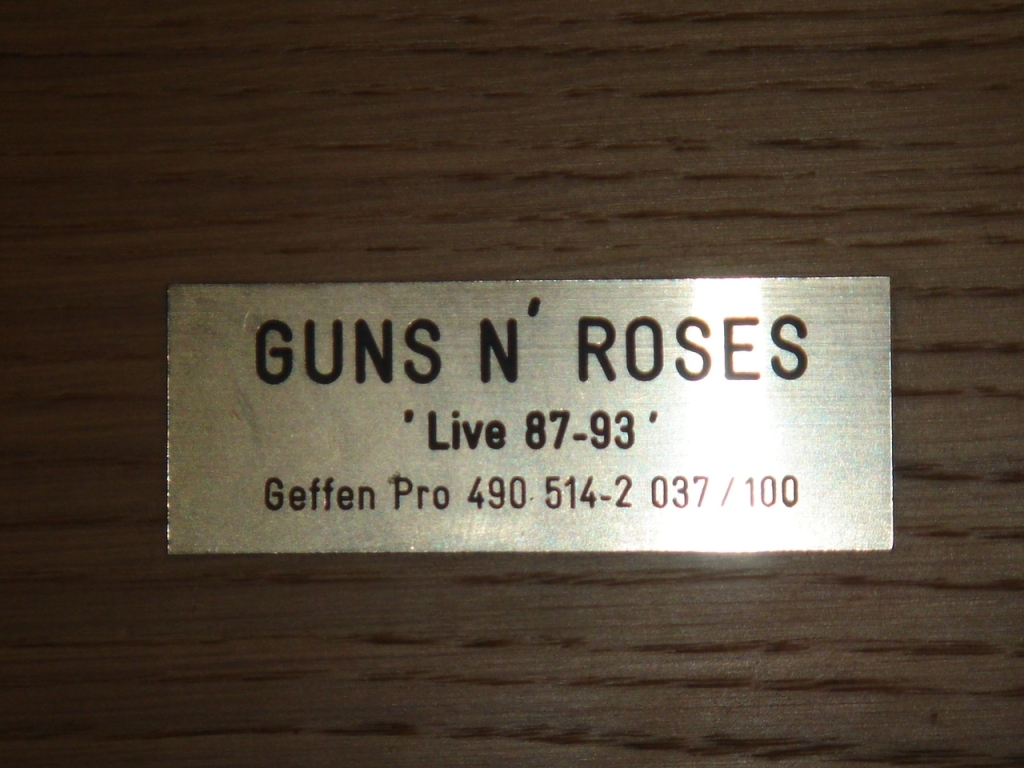 GUNS N' ROSES
'Live 87-93'
Geffen Pro 490 514-2 037/100